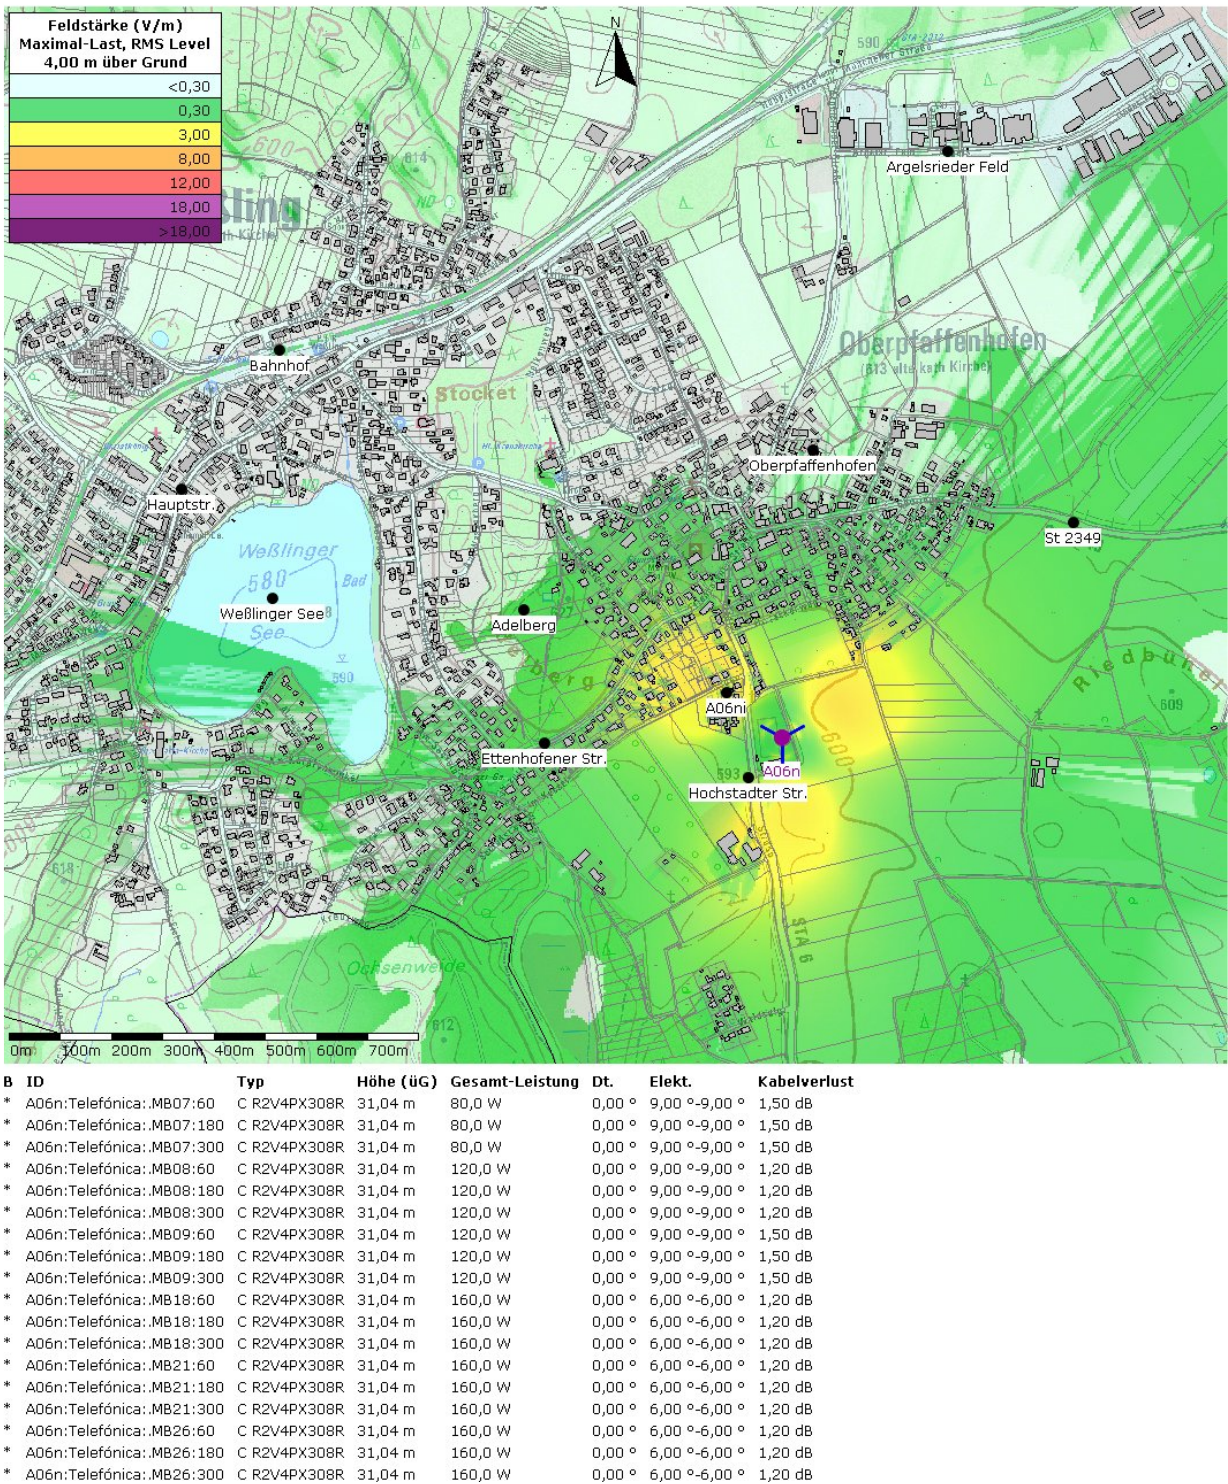 Feldstärke (V/m)
Maximal-Last, RMS Level
4,00 m über Grund
<0,30
0,30
3,00
8,00
12,00
18,00
>18,00
N
590
StA-2312
600
614
ND
ßling
Argelsrieder Feld
Bahnhof
Stocket
Oberpfaffenhofen
(613 alte kath Kirche)
Hl. Kreuzkirche
Oberpfaffenhofen
Hauptstr.
St 2349
Weßlinger
580
Bad
Weßlinger See
See
590
Adelberg
Riedbühel
609
A06ni
600
Ettenhofener Str.
A06n
593
Hochstadter Str.
618
STA 6
Ochsenweide
612
0m 100m 200m 300m 400m 500m 600m 700m
B ID Typ Höhe (üG) Gesamt-Leistung Dt. Elekt. Kabelverlust
* A06n:Telefónica:.MB07:60 C R2V4PX308R 31,04 m 80,0 W 0,00 ° 9,00 °-9,00 ° 1,50 dB
* A06n:Telefónica:.MB07:180 C R2V4PX308R 31,04 m 80,0 W 0,00 ° 9,00 °-9,00 ° 1,50 dB
* A06n:Telefónica:.MB07:300 C R2V4PX308R 31,04 m 80,0 W 0,00 ° 9,00 °-9,00 ° 1,50 dB
* A06n:Telefónica:.MB08:60 C R2V4PX308R 31,04 m 120,0 W 0,00 ° 9,00 °-9,00 ° 1,20 dB
* A06n:Telefónica:.MB08:180 C R2V4PX308R 31,04 m 120,0 W 0,00 ° 9,00 °-9,00 ° 1,20 dB
* A06n:Telefónica:.MB08:300 C R2V4PX308R 31,04 m 120,0 W 0,00 ° 9,00 °-9,00 ° 1,20 dB
* A06n:Telefónica:.MB09:60 C R2V4PX308R 31,04 m 120,0 W 0,00 ° 9,00 °-9,00 ° 1,50 dB
* A06n:Telefónica:.MB09:180 C R2V4PX308R 31,04 m 120,0 W 0,00 ° 9,00 °-9,00 ° 1,50 dB
* A06n:Telefónica:.MB09:300 C R2V4PX308R 31,04 m 120,0 W 0,00 ° 9,00 °-9,00 ° 1,50 dB
* A06n:Telefónica:.MB18:60 C R2V4PX308R 31,04 m 160,0 W 0,00 ° 6,00 °-6,00 ° 1,20 dB
* A06n:Telefónica:.MB18:180 C R2V4PX308R 31,04 m 160,0 W 0,00 ° 6,00 °-6,00 ° 1,20 dB
* A06n:Telefónica:.MB18:300 C R2V4PX308R 31,04 m 160,0 W 0,00 ° 6,00 °-6,00 ° 1,20 dB
* A06n:Telefónica:.MB21:60 C R2V4PX308R 31,04 m 160,0 W 0,00 ° 6,00 °-6,00 ° 1,20 dB
* A06n:Telefónica:.MB21:180 C R2V4PX308R 31,04 m 160,0 W 0,00 ° 6,00 °-6,00 ° 1,20 dB
* A06n:Telefónica:.MB21:300 C R2V4PX308R 31,04 m 160,0 W 0,00 ° 6,00 °-6,00 ° 1,20 dB
* A06n:Telefónica:.MB26:60 C R2V4PX308R 31,04 m 160,0 W 0,00 ° 6,00 °-6,00 ° 1,20 dB
* A06n:Telefónica:.MB26:180 C R2V4PX308R 31,04 m 160,0 W 0,00 ° 6,00 °-6,00 ° 1,20 dB
* A06n:Telefónica:.MB26:300 C R2V4PX308R 31,04 m 160,0 W 0,00 ° 6,00 °-6,00 ° 1,20 dB